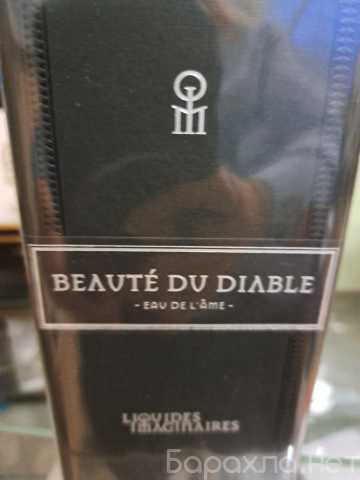 BEAUTÉ DU DIABLE
- EAU DE L'ÂME -
LIQUIDES
IMAGINAIRES
Барахла.Нет